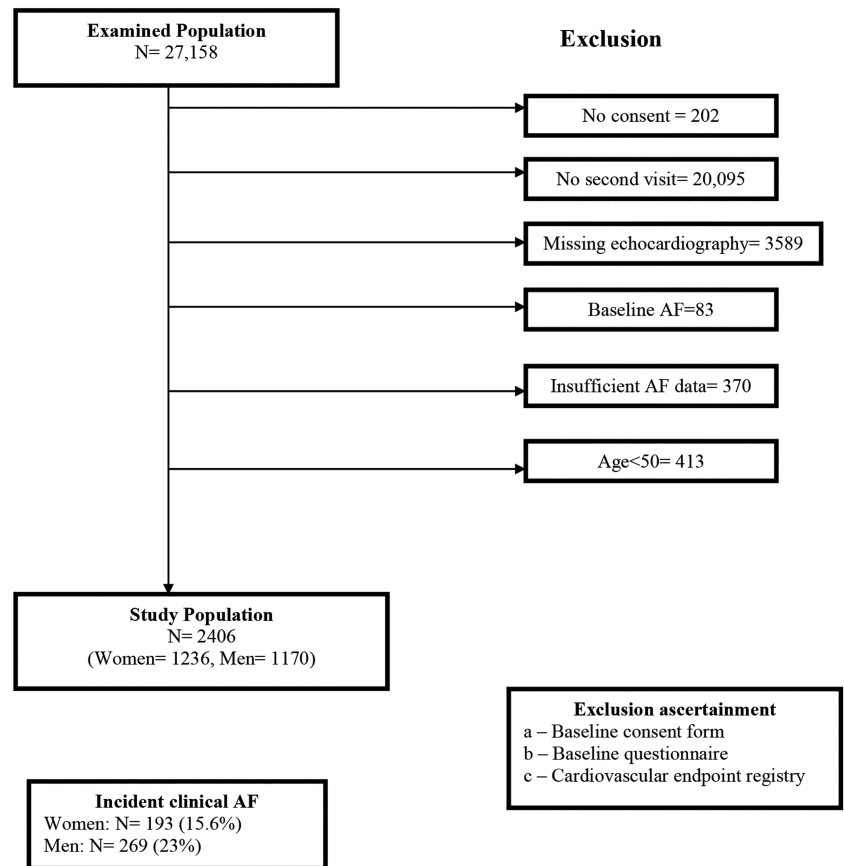 Examined Population
N= 27,158
Exclusion
No consent = 202
No second visit= 20,095
Missing echocardiography= 3589
Baseline AF=83
Insufficient AF data= 370
Age<50= 413
Study Population
N= 2406
(Women= 1236, Men= 1170)
Exclusion ascertainment
a – Baseline consent form
b – Baseline questionnaire
c – Cardiovascular endpoint registry
Incident clinical AF
Women: N= 193 (15.6%)
Men: N= 269 (23%)